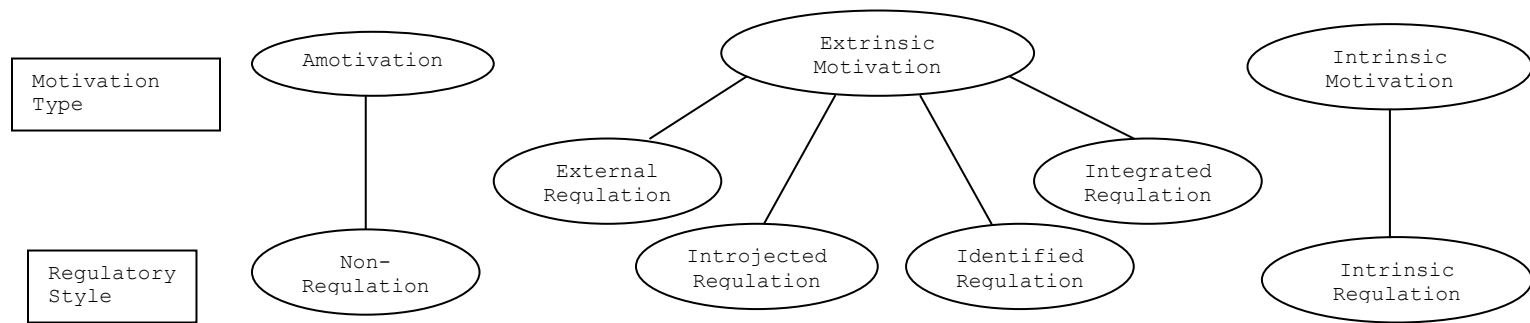 Motivation
Type
Amotivation
Extrinsic
Motivation
Intrinsic
Motivation
External
Regulation
Integrated
Regulation
Regulatory
Style
Non-
Regulation
Introjected
Regulation
Identified
Regulation
Intrinsic
Regulation